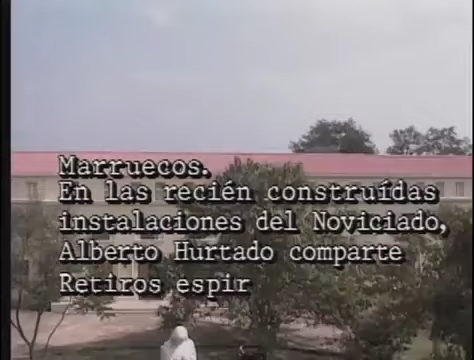 Marruecos.
En las recién construídas
instalaciones del Noviciado,
Alberto Hurtado comparte
Retiros espir